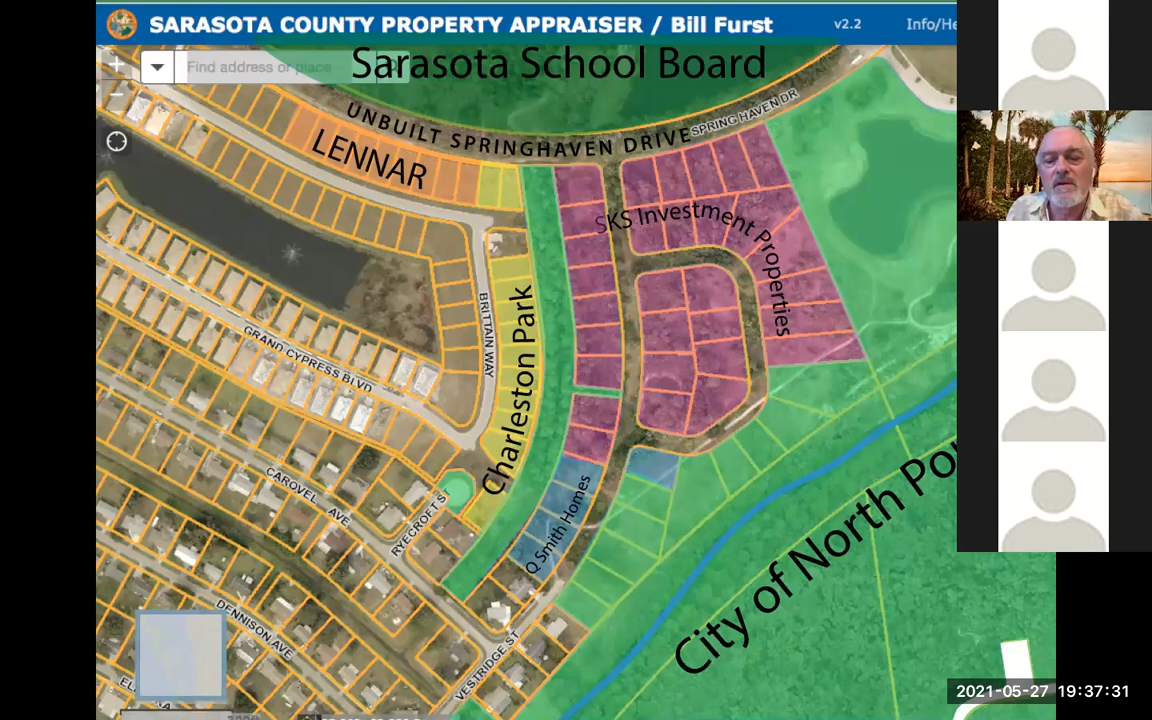 SARASOTA COUNTY PROPERTY APPRAISER / Bill Furst
v2.2
Info/He
Find address or place
Sarasota School Board
SPRING HAVEN DR
UNBUILT SPRINGHAVEN DRIVE
LENNAR
SKS Investment Properties
BRITTAIN WAY
Charleston Park
GRAND CYPRESS BLVD
City of North Po
CAROVEL AVE
RYECROFT ST
Q Smith Homes
DENNISON AVE
VESTRIDGE ST
2021-05-27 19:37:31